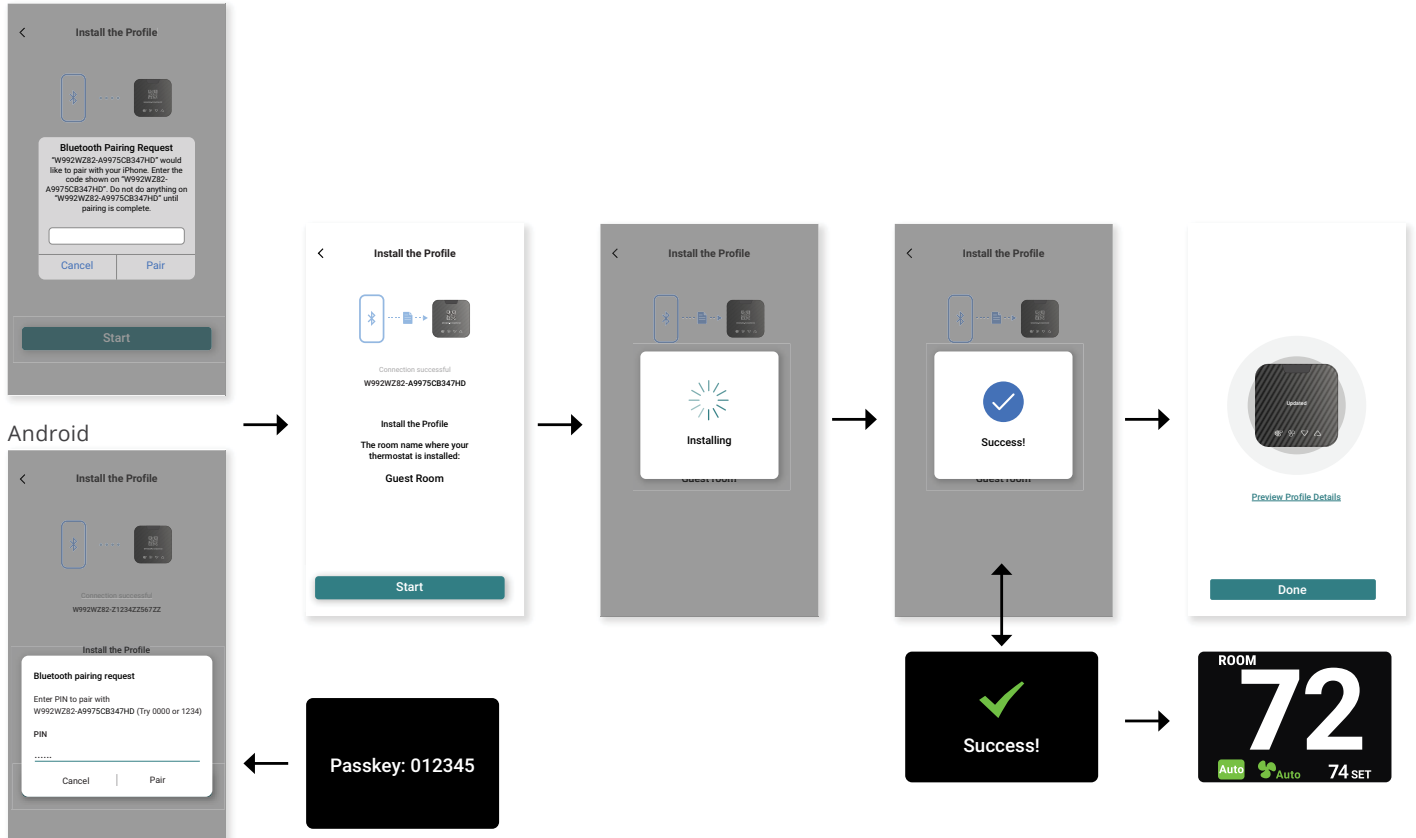 Install the Profile
Bluetooth Pairing Request
"W992WZ82-A9975CB347HD" would
like to pair with your iPhone. Enter the
code shown on "W992WZ82-
A9975CB347HD". Do not do anything on
"W992WZ82-A9975CB347HD" until
pairing is complete.
Cancel
Pair
Start
Android
Install the Profile
Connection successful
W992WZ82-Z1234ZZ567ZZ
Install the Profile
Bluetooth pairing request
Enter PIN to pair with
W992WZ82-A9975CB347HD (Try 0000 or 1234)
PIN
......
Cancel
Pair
Install the Profile
Connection successful
W992WZ82-A9975CB347HD
Install the Profile
The room name where your
thermostat is installed:
Guest Room
Start
Passkey: 012345
Install the Profile
Installing
Guest room
Install the Profile
Success!
Guest room
Success!
Updated
Preview Profile Details
Done
ROOM
72
Auto
Auto
74 SET